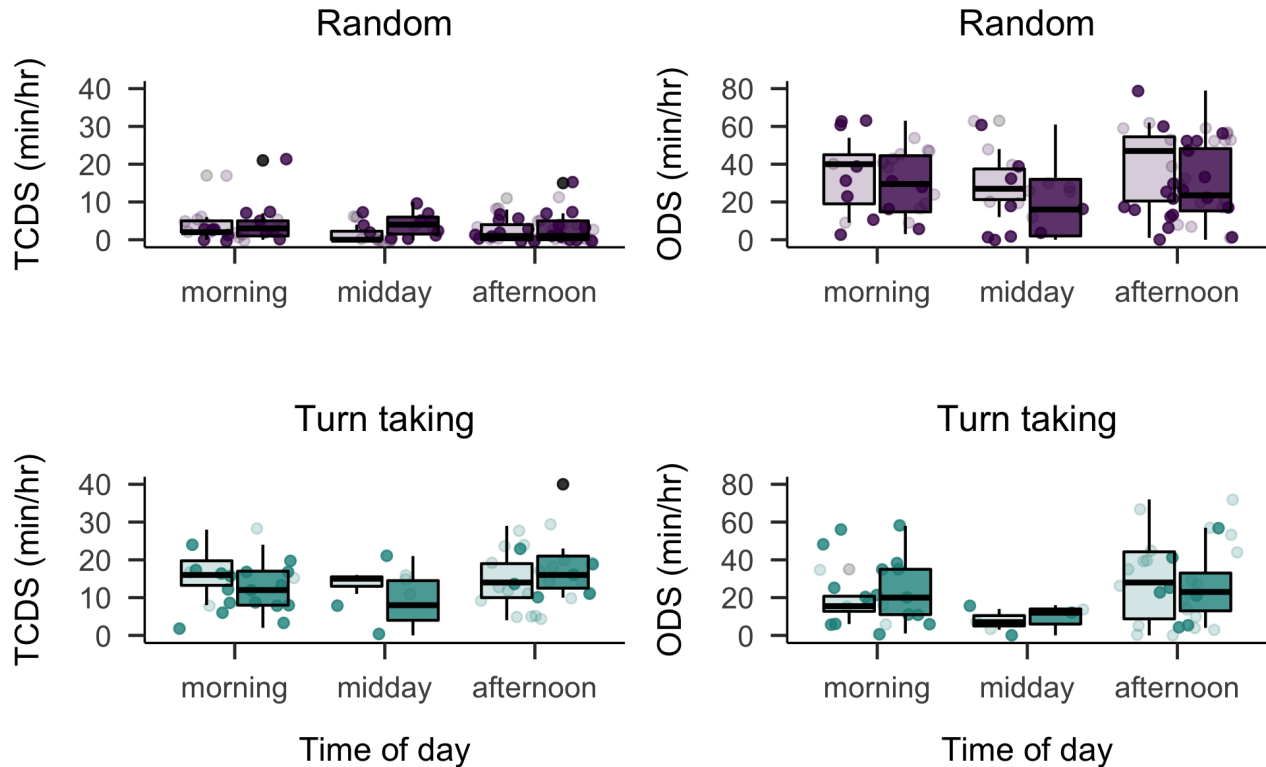 Random
TCDS (min/hr)
40
30
20
10
0
morning midday afternoon
Random
ODS (min/hr)
80
60
40
20
0
morning midday afternoon
Turn taking
TCDS (min/hr)
40
30
20
10
0
morning midday afternoon
Time of day
Turn taking
ODS (min/hr)
80
60
40
20
0
morning midday afternoon
Time of day